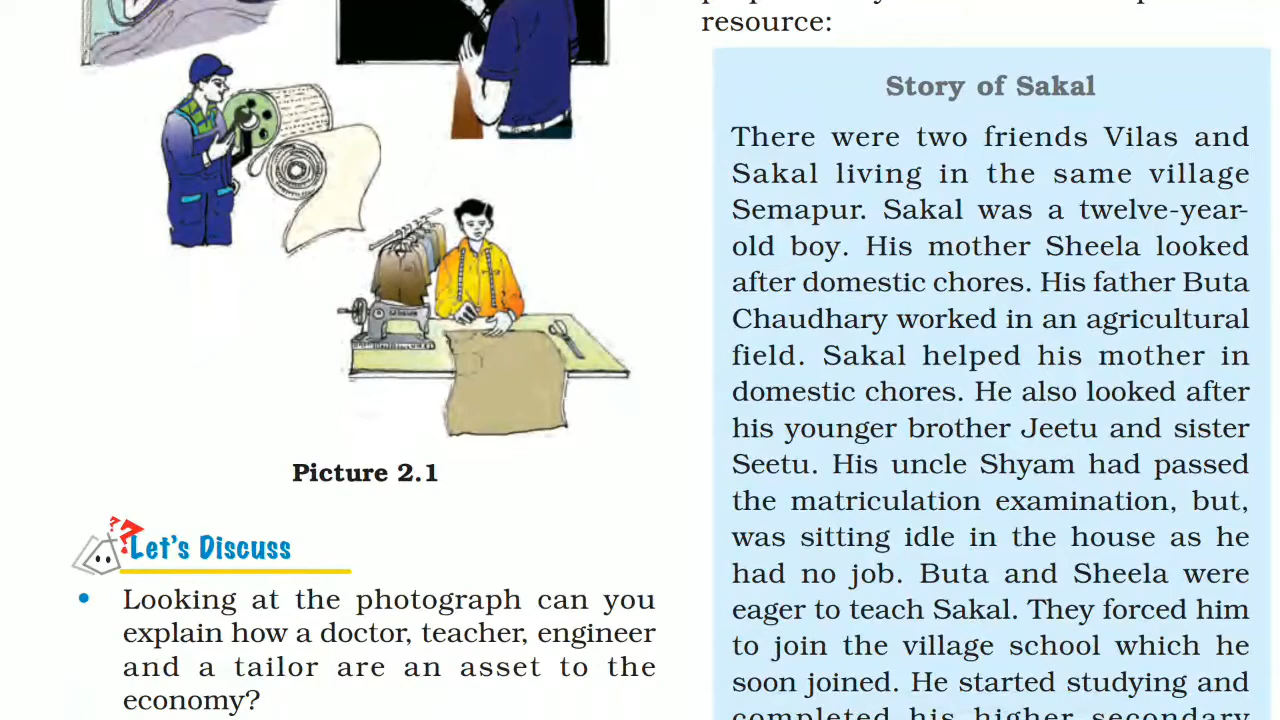 Picture 2.1
Let's Discuss
• Looking at the photograph can you
explain how a doctor, teacher, engineer
and a tailor are an asset to the
economy?
resource:
Story of Sakal
There were two friends Vilas and
Sakal living in the same village
Semapur. Sakal was a twelve-year-
old boy. His mother Sheela looked
after domestic chores. His father Buta
Chaudhary worked in an agricultural
field. Sakal helped his mother in
domestic chores. He also looked after
his younger brother Jeetu and sister
Seetu. His uncle Shyam had passed
the matriculation examination, but,
was sitting idle in the house as he
had no job. Buta and Sheela were
eager to teach Sakal. They forced him
to join the village school which he
soon joined. He started studying and
completed his higher secondary